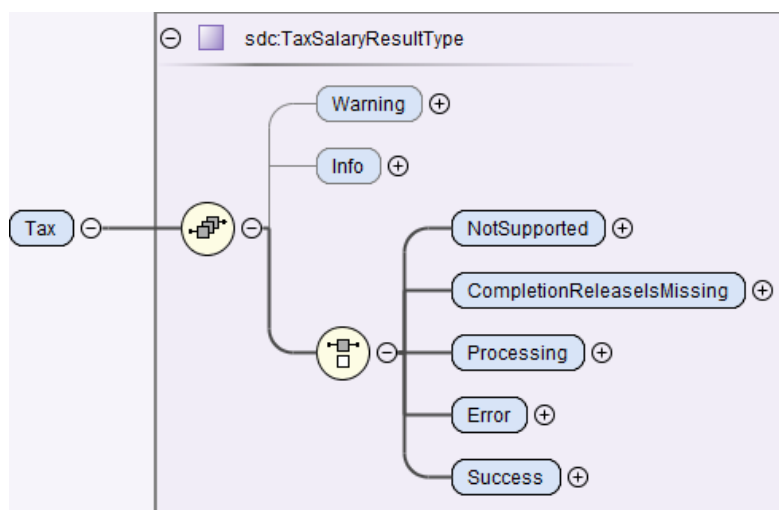 sdc:TaxSalaryResultType
Warning
Info
Tax
NotSupported
CompletionReleaseIsMissing
Processing
Error
Success